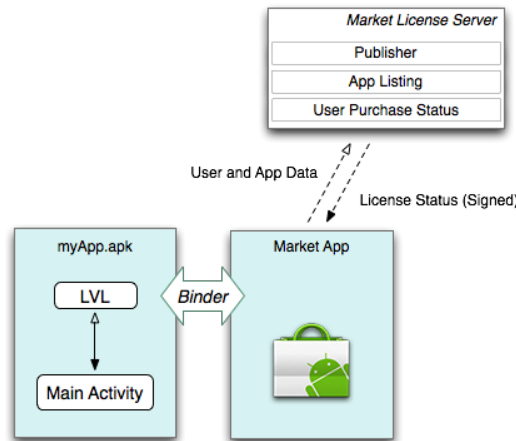 Market License Server
Publisher
App Listing
User Purchase Status
User and App Data
License Status (Signed)
myApp.apk
Market App
LVL
Binder
Main Activity